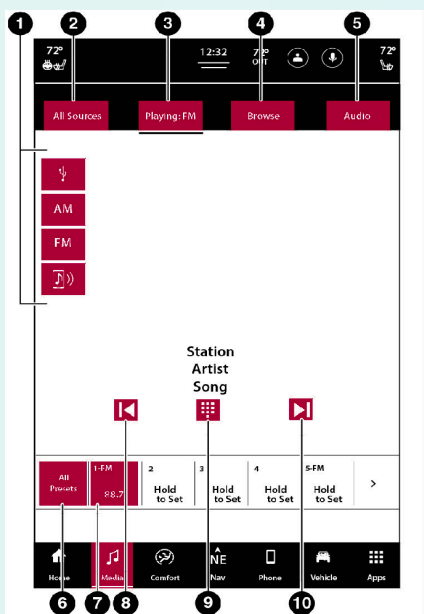 1 2 3 4 5
72° 12:32 72° OUT 72°
All Sources Playing: FM Browse Audio
AM
FM
Station
Artist
Song
All Presets 1-FM 88.7 2 Hold to Set 3 Hold to Set 4 Hold to Set 5-FM Hold to Set >
Home Media Comfort NE Nav Phone Vehicle Apps
6 7 8 9 10